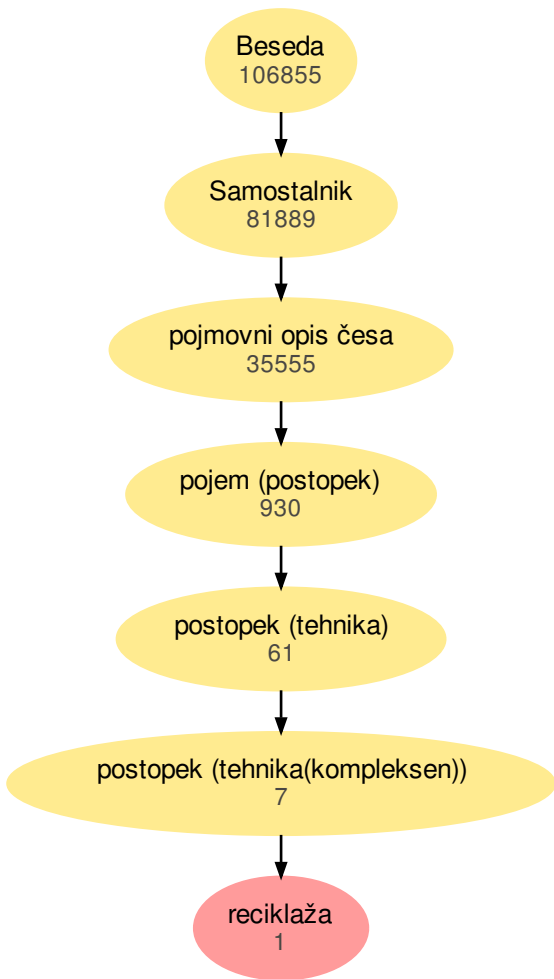 Beseda
106855
Samostalnik
81889
pojmovni opis česa
35555
pojem (postopek)
930
postopek (tehnika)
61
postopek (tehnika(kompleksen))
7
reciklaža
1